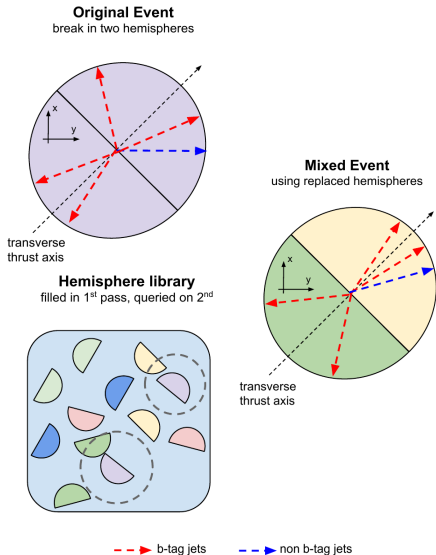 Original Event
break in two hemispheres
x
y
transverse
thrust axis
Mixed Event
using replaced hemispheres
x
y
transverse
thrust axis
Hemisphere library
filled in 1st pass, queried on 2nd
b-tag jets
non b-tag jets